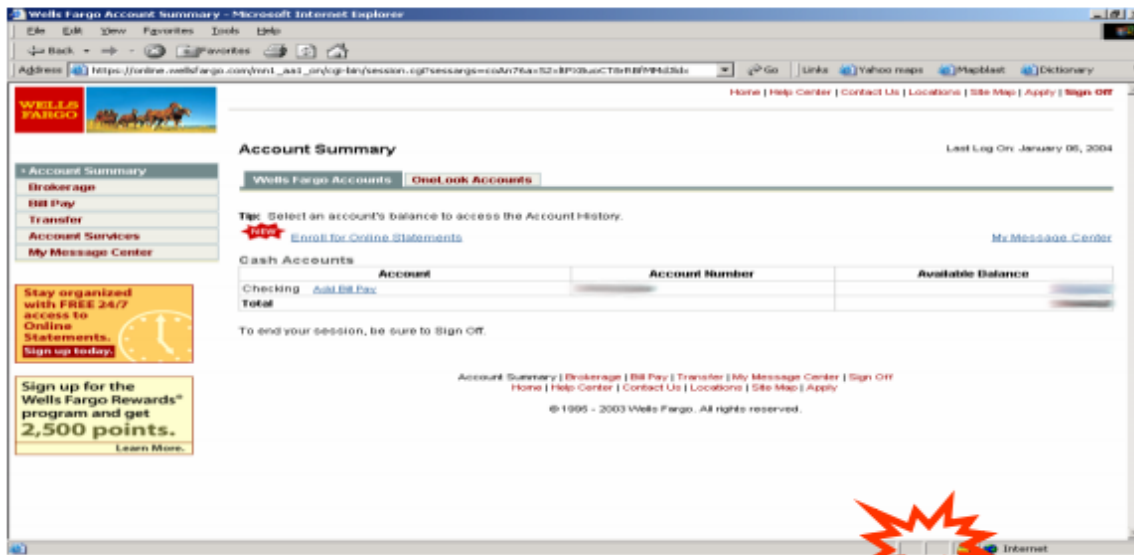 Wells Fargo Account Summary - Microsoft Internet Explorer
File Edit View Favorites Tools Help
Back Favorites
Address Go Links Yahoo maps Mapblast Dictionary
Home | Help Center | Contact Us | Locations | Site Map | Apply | Sign Off
WELLS
FARGO
Account Summary
Last Log On: January 06, 2004
Wells Fargo Accounts OneLook Accounts
Account Summary
Brokerage
Bill Pay
Transfer
Account Services
My Message Center
Tip: Select an account's balance to access the Account History.
NEW Enroll for Online Statements My Message Center
Cash Accounts
Account Account Number Available Balance
Checking Add Bill Pay
Total
To end your session, be sure to Sign Off.
Stay organized
with FREE 24/7
access to
Online
Statements.
Sign up today.
Sign up for the
Wells Fargo Rewards®
program and get
2,500 points.
Learn More.
Account Summary | Brokerage | Bill Pay | Transfer | My Message Center | Sign Off
Home | Help Center | Contact Us | Locations | Site Map | Apply
© 1995 - 2003 Wells Fargo. All rights reserved.
Internet